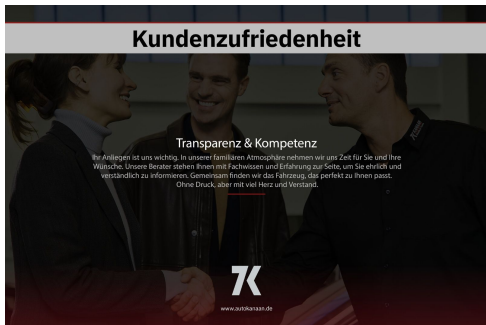 Kundenzufriedenheit
Transparenz & Kompetenz
Ihr Anliegen ist uns wichtig. In unserer familiären Atmosphäre nehmen wir uns Zeit für Sie und Ihre
Wünsche. Unsere Berater stehen Ihnen mit Fachwissen und Erfahrung zur Seite, um Sie ehrlich und
verständlich zu informieren. Gemeinsam finden wir das Fahrzeug, das perfekt zu Ihnen passt.
Ohne Druck, aber mit viel Herz und Verstand.
www.autokanaan.de